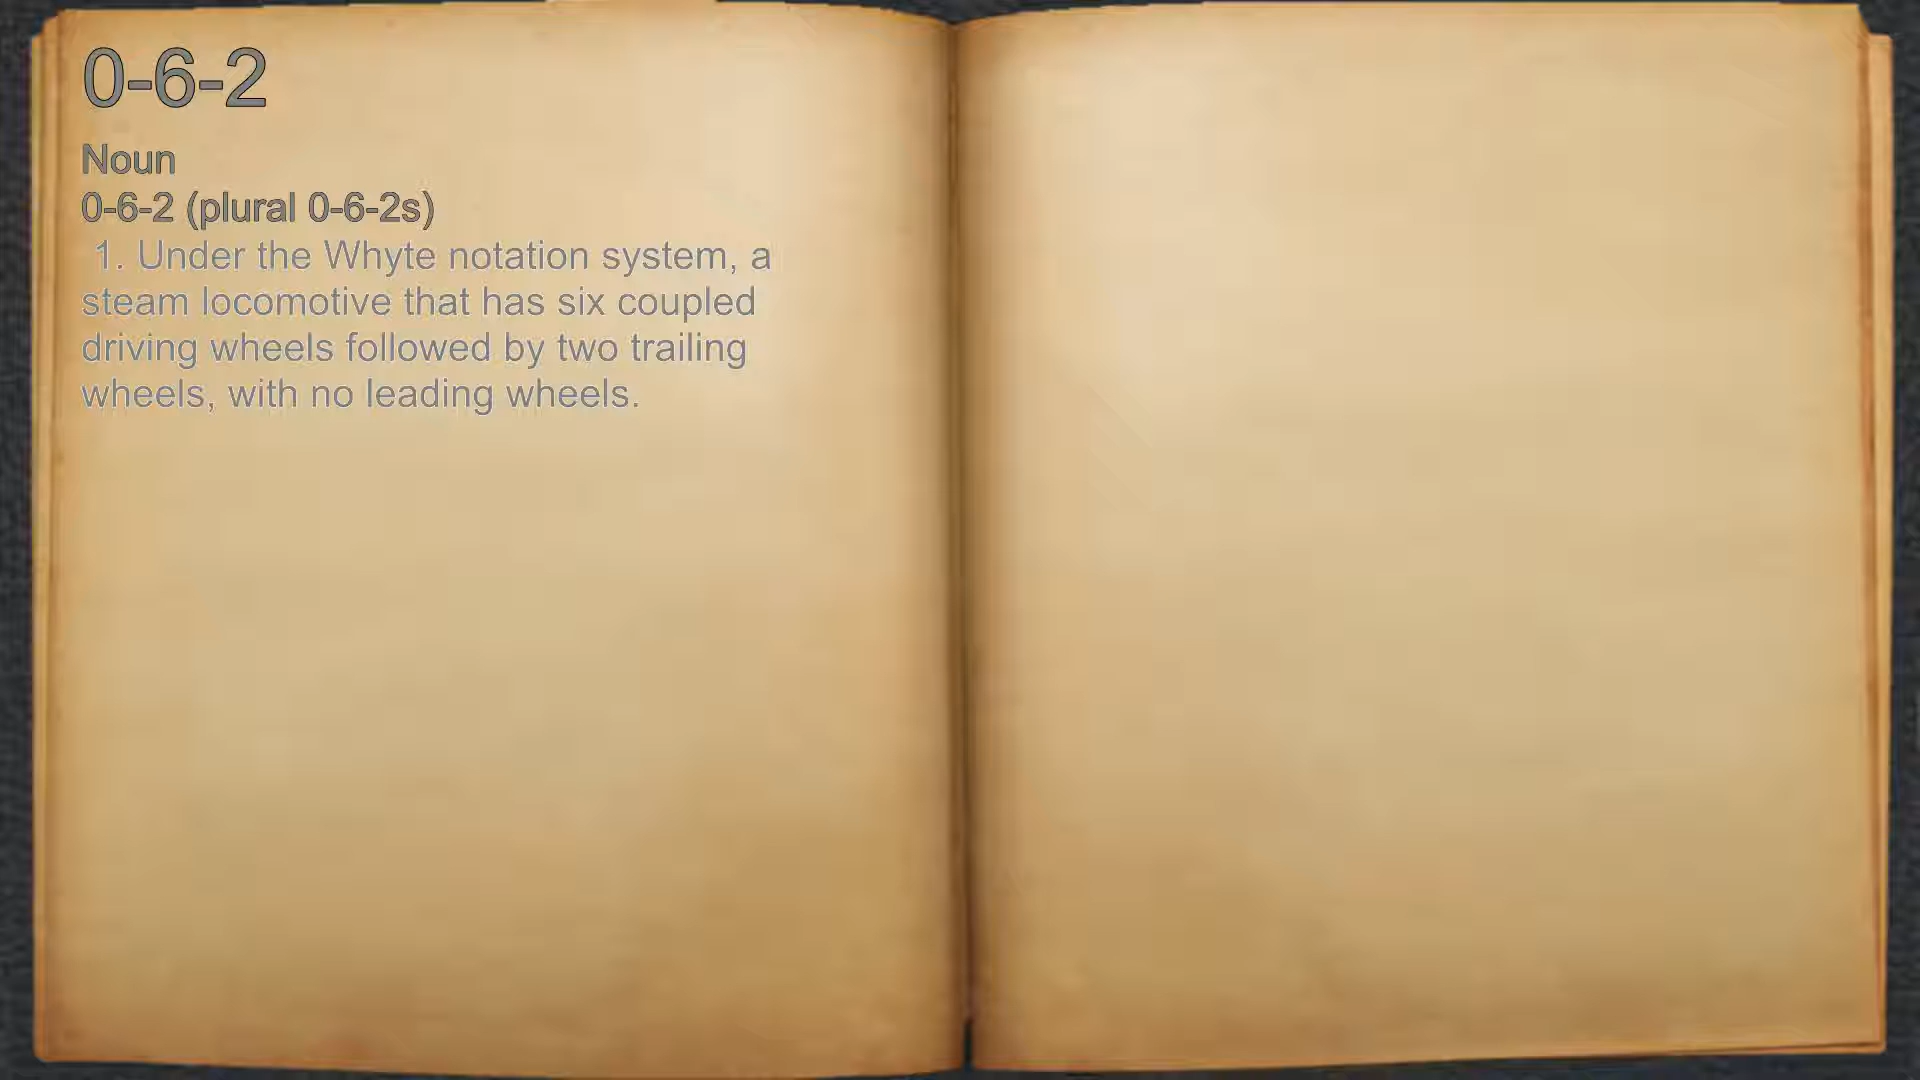 0-6-2
Noun
0-6-2 (plural 0-6-2s)
1. Under the Whyte notation system, a
steam locomotive that has six coupled
driving wheels followed by two trailing
wheels, with no leading wheels.